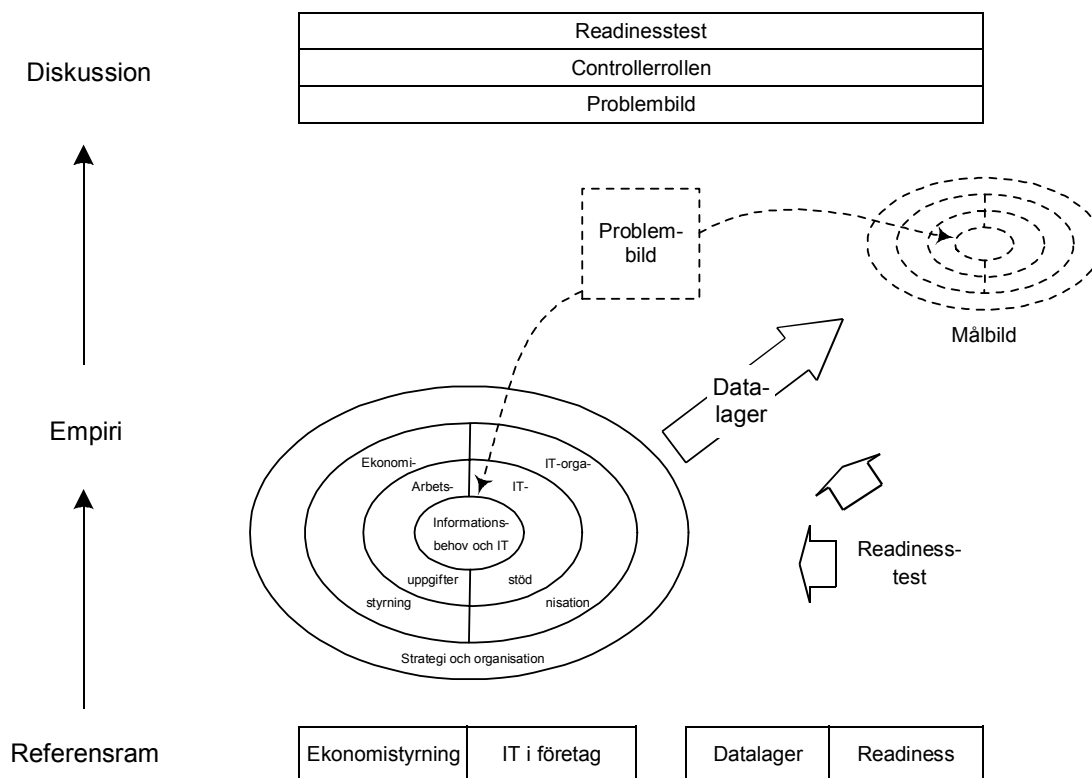 Readinesstest
Diskussion
Controllerrollen
Problembild
Problem-
bild
Målbild
Data-
lager
Empiri
Ekonomi-
IT-orga-
Arbets-
IT-
Informations-
behov och IT
uppgifter
stöd
styrning
nisation
Strategi och organisation
Readiness-
test
Referensram
Ekonomistyrning
IT i företag
Datalager
Readiness